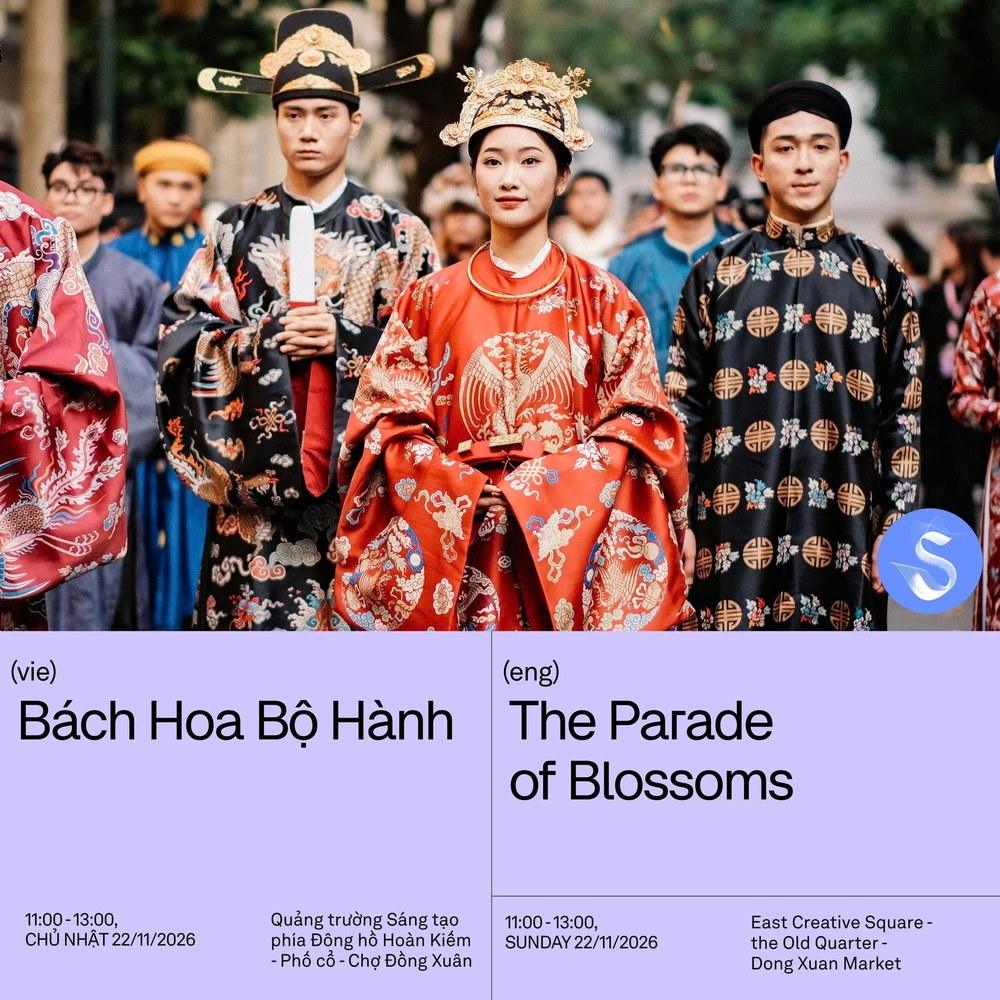 (vie)
Bách Hoa Bộ Hành
11:00 - 13:00,
CHỦ NHẬT 22/11/2026
Quảng trường Sáng tạo
phía Đông hồ Hoàn Kiếm
- Phố cổ - Chợ Đồng Xuân
(eng)
The Parade
of Blossoms
11:00 - 13:00,
SUNDAY 22/11/2026
East Creative Square -
the Old Quarter -
Dong Xuan Market
S